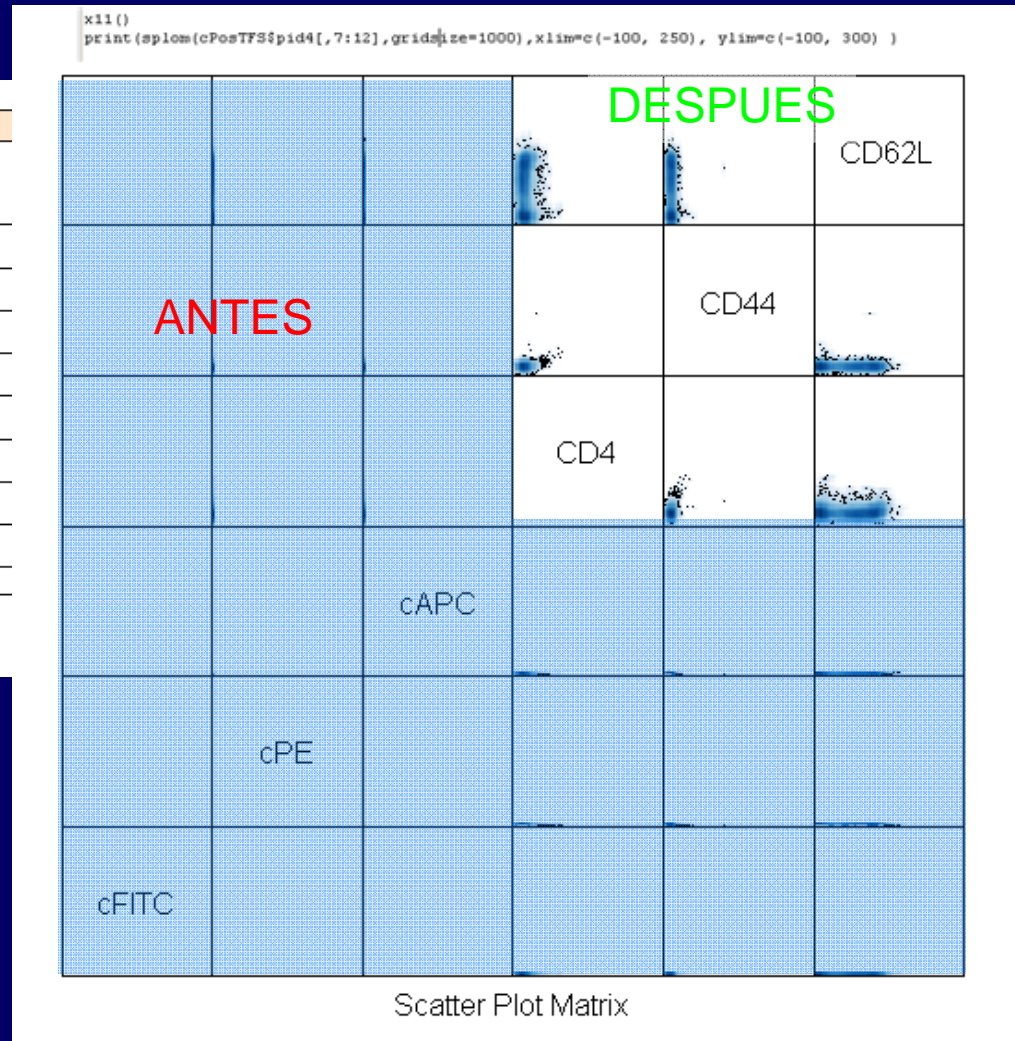 x11()
print(splom(cPosTFS$pid4[,7:12],gridsize=1000),xlim=c(-100, 250), ylim=c(-100, 300) )
DESPUES
CD62L
ANTES
CD44
CD4
cAPC
cPE
cFITC
Scatter Plot Matrix